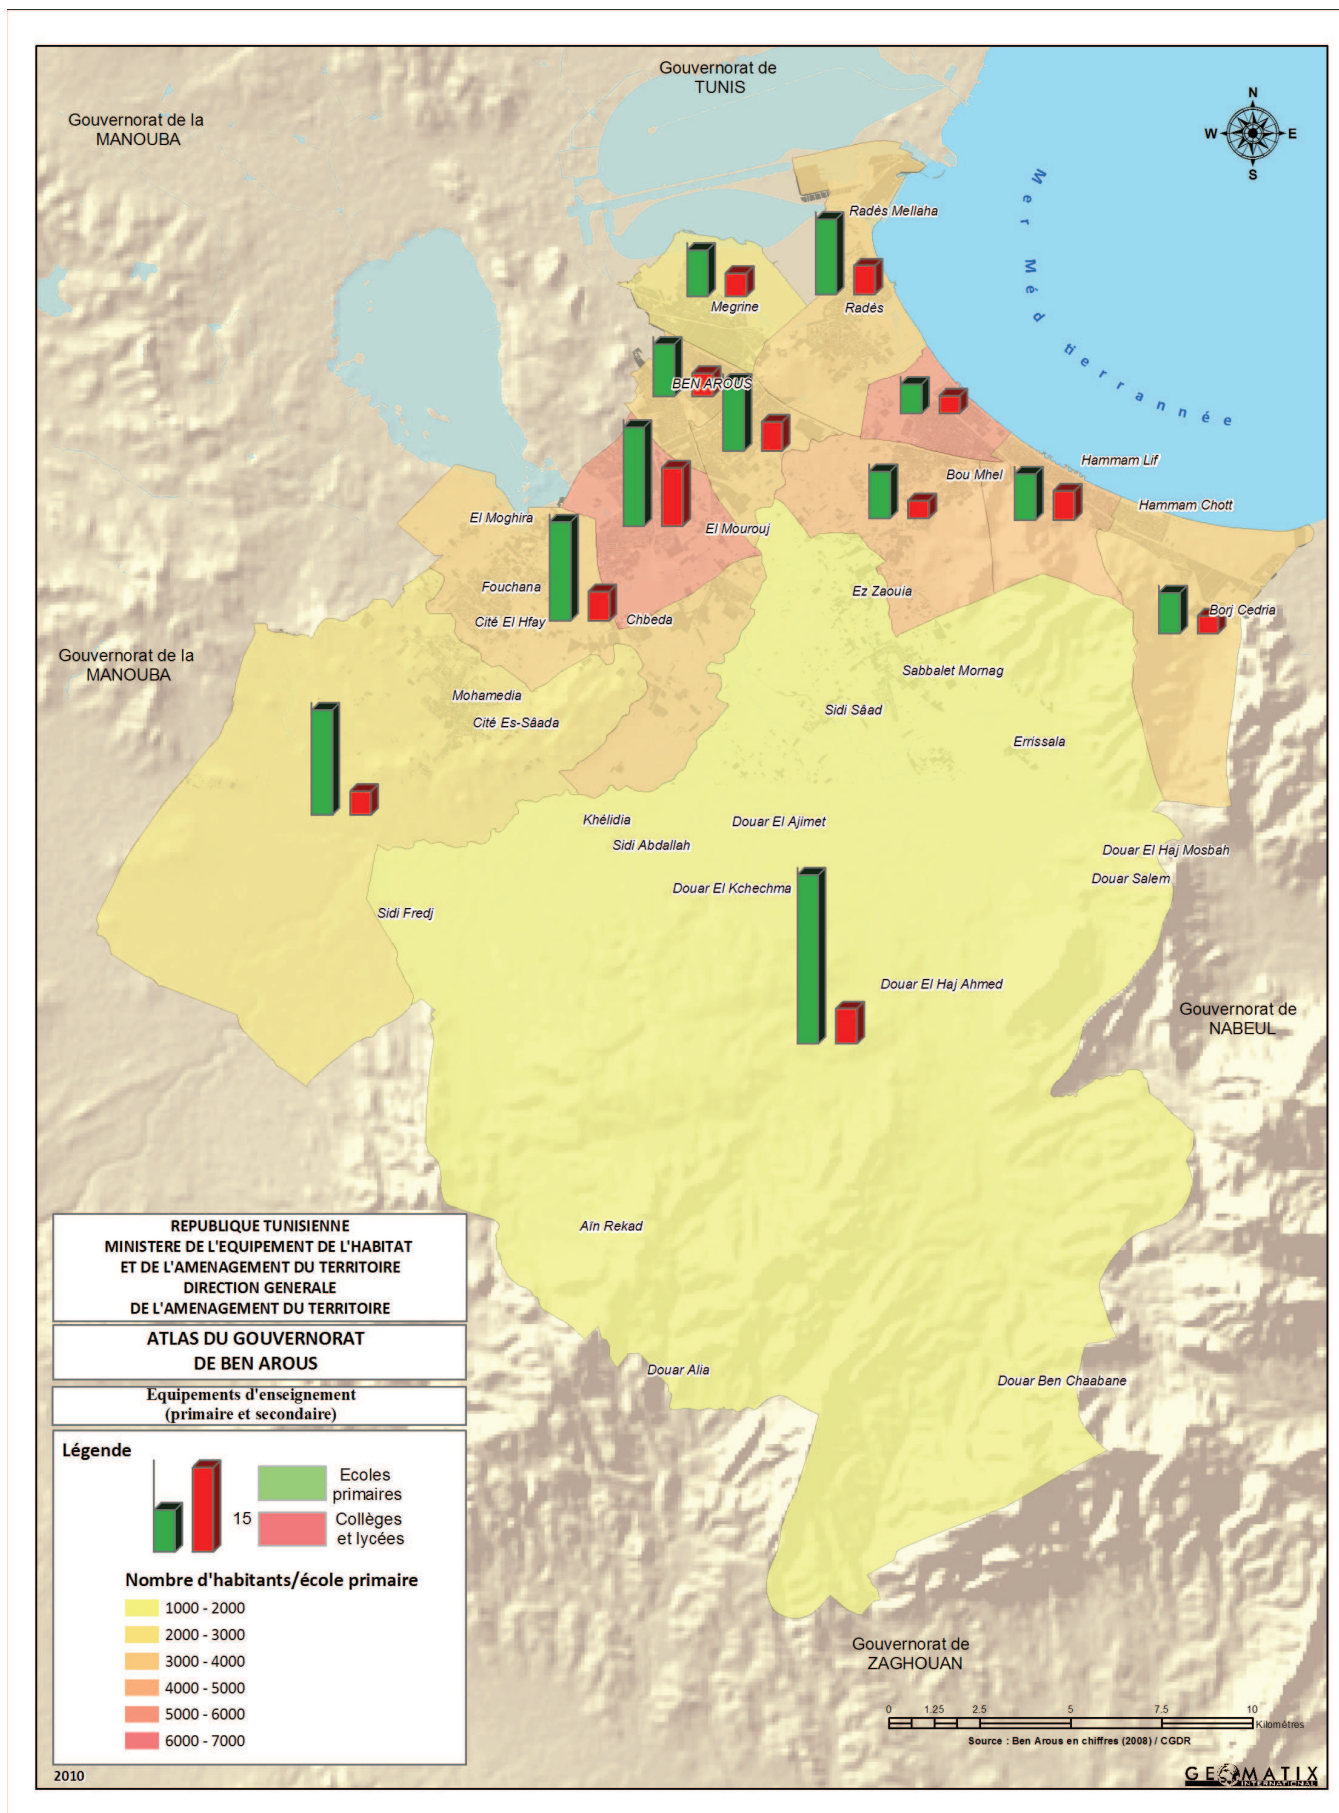 Gouvernorat de
TUNIS
Gouvernorat de la
MANOUBA
N
W
E
S
Mer Méd tierrannée
Radès Mellaha
Megrine
Radès
BEN AROUS
Hammam Lif
Bou Mhel
Hammam Chott
El Moghira
El Mourouj
Fouchana
Ez Zaouia
Borj Cedria
Cité El Hfay
Chbeda
Gouvernorat de la
MANOUBA
Sabbalet Mornag
Mohamedia
Sidi Sâad
Cité Es-Sâada
Errissala
Khélidia
Douar El Ajimet
Sidi Abdallah
Douar El Haj Mosbah
Douar Salem
Douar El Kchechma
Sidi Fredj
Douar El Haj Ahmed
Gouvernorat de
NABEUL
Aïn Rekad
Douar Alia
Douar Ben Chaabane
Gouvernorat de
ZAGHOUAN
REPUBLIQUE TUNISIENNE
MINISTERE DE L'EQUIPEMENT DE L'HABITAT
ET DE L'AMENAGEMENT DU TERRITOIRE
DIRECTION GENERALE
DE L'AMENAGEMENT DU TERRITOIRE
ATLAS DU GOUVERNORAT
DE BEN AROUS
Equipements d'enseignement
(primaire et secondaire)
Légende
15
Ecoles
primaires
Collèges
et lycées
Nombre d'habitants/école primaire
1000 - 2000
2000 - 3000
3000 - 4000
4000 - 5000
5000 - 6000
6000 - 7000
0 1.25 2.5 5 7.5 10
Kilomètres
Source : Ben Arous en chiffres (2008) / CGDR
2010
GEOMATIX
INTERNATIONAL